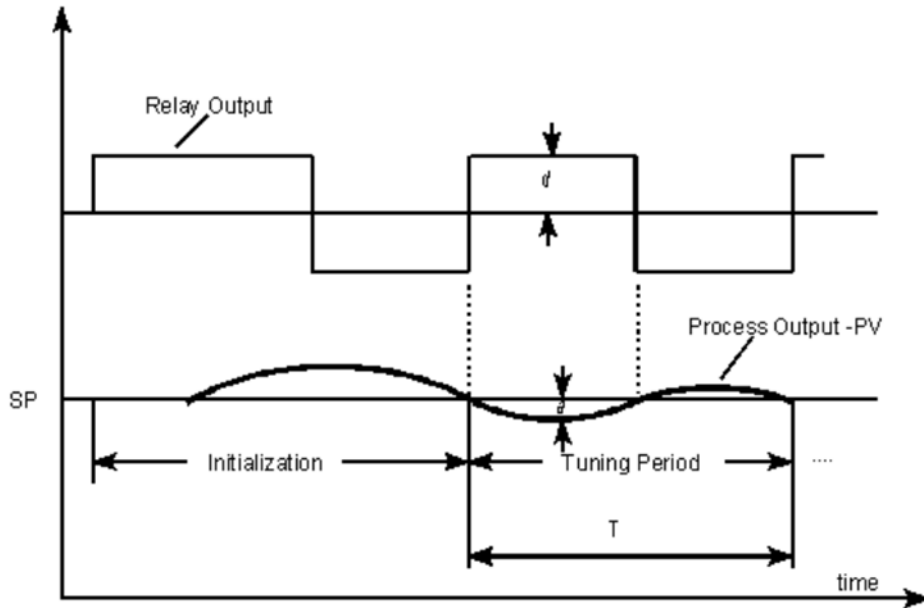 Relay Output
d
Process Output -PV
SP
a
Initialization
Tuning Period
....
T
time